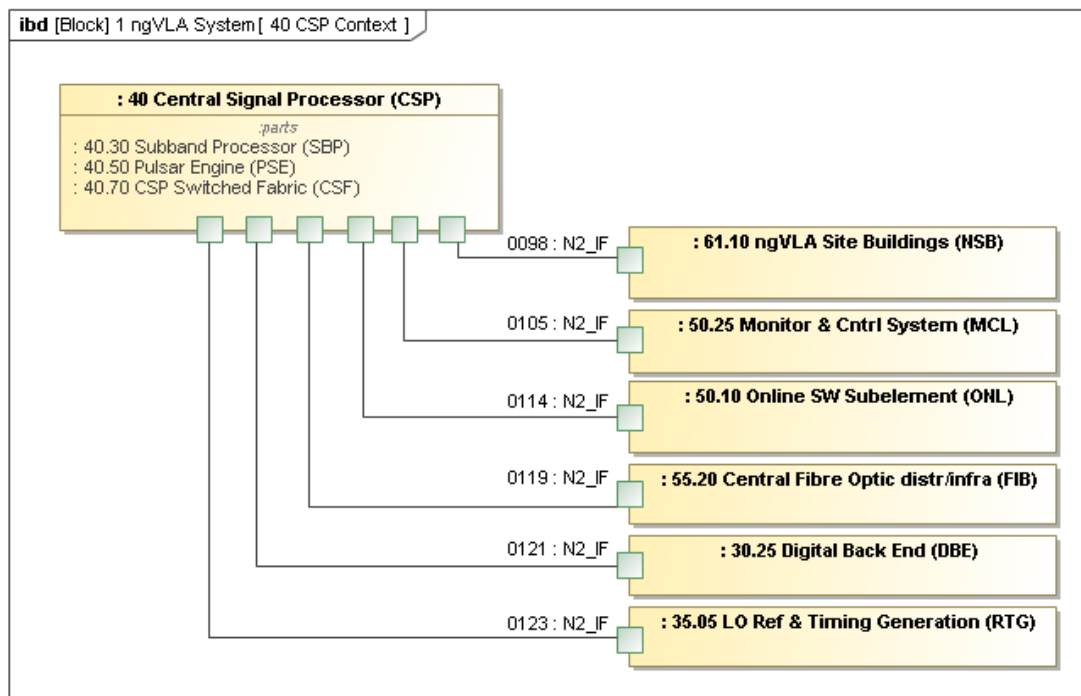 ibd [Block] 1 ngVLA System [ 40 CSP Context ]
: 40 Central Signal Processor (CSP)
:parts
: 40.30 Subband Processor (SBP)
: 40.50 Pulsar Engine (PSE)
: 40.70 CSP Switched Fabric (CSF)
0098 : N2_IF
: 61.10 ngVLA Site Buildings (NSB)
0105 : N2_IF
: 50.25 Monitor & Cntrl System (MCL)
0114 : N2_IF
: 50.10 Online SW Subelement (ONL)
0119 : N2_IF
: 55.20 Central Fibre Optic distr/infra (FIB)
0121 : N2_IF
: 30.25 Digital Back End (DBE)
0123 : N2_IF
: 35.05 LO Ref & Timing Generation (RTG)